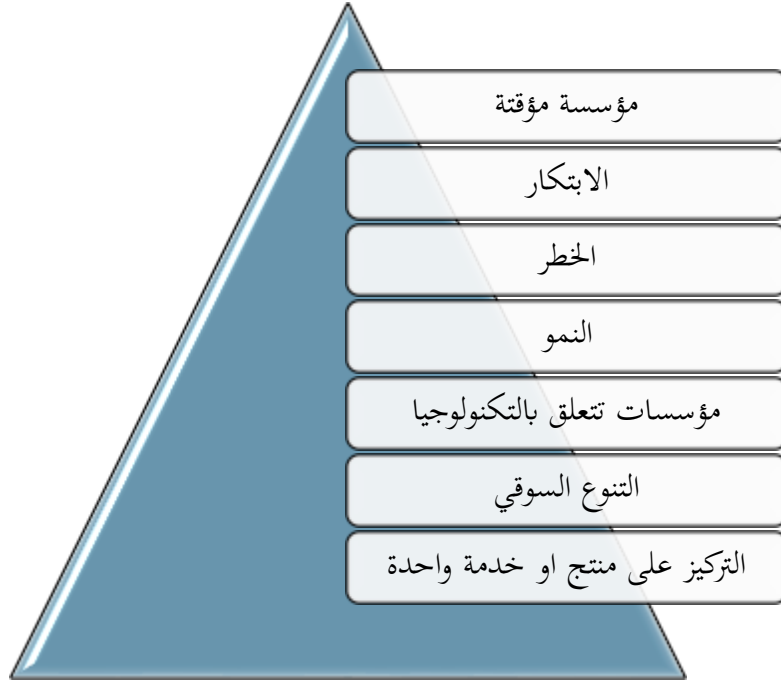 مؤسسة مؤقتة
الابتكار
الخطر
النمو
مؤسسات تتعلق بالتكنولوجيا
التنوع السوقي
التركيز على منتج او خدمة واحدة